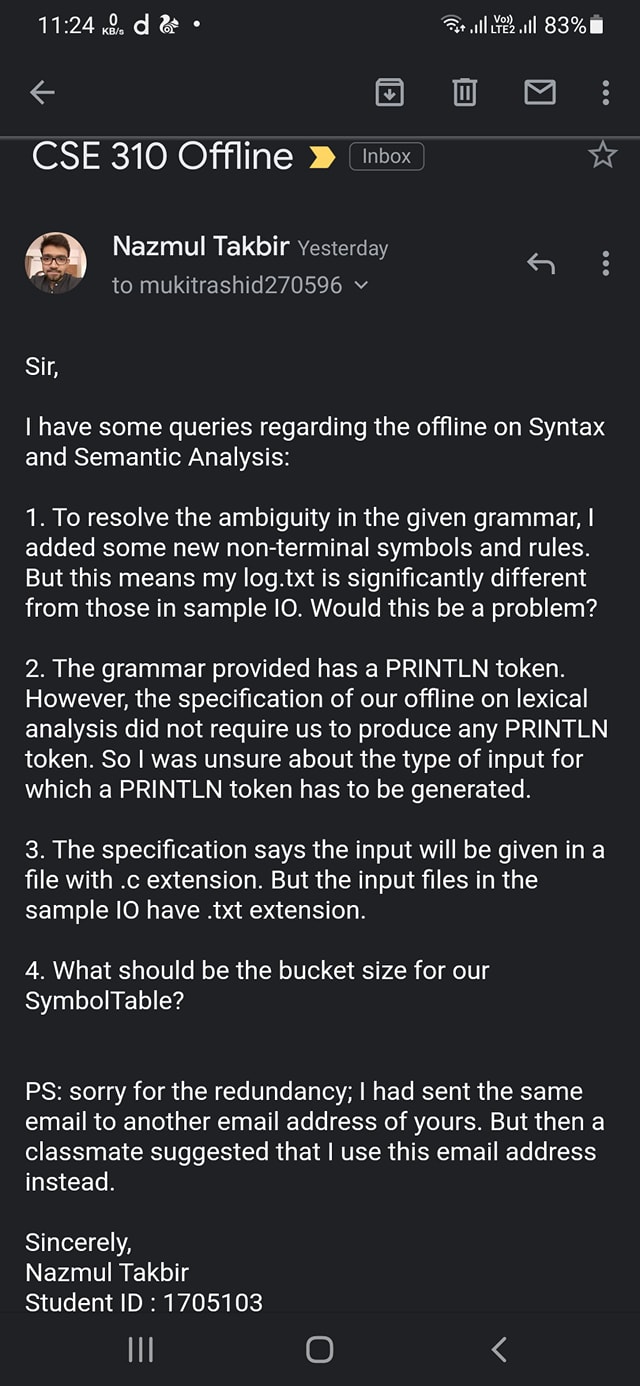 11:24 0 KB/s d •
Vo)) LTE2 83%
CSE 310 Offline Inbox
Nazmul Takbir Yesterday
to mukitrashid270596
Sir,
I have some queries regarding the offline on Syntax
and Semantic Analysis:
1. To resolve the ambiguity in the given grammar, I
added some new non-terminal symbols and rules.
But this means my log.txt is significantly different
from those in sample IO. Would this be a problem?
2. The grammar provided has a PRINTLN token.
However, the specification of our offline on lexical
analysis did not require us to produce any PRINTLN
token. So I was unsure about the type of input for
which a PRINTLN token has to be generated.
3. The specification says the input will be given in a
file with .c extension. But the input files in the
sample IO have .txt extension.
4. What should be the bucket size for our
SymbolTable?
PS: sorry for the redundancy; I had sent the same
email to another email address of yours. But then a
classmate suggested that I use this email address
instead.
Sincerely,
Nazmul Takbir
Student ID : 1705103